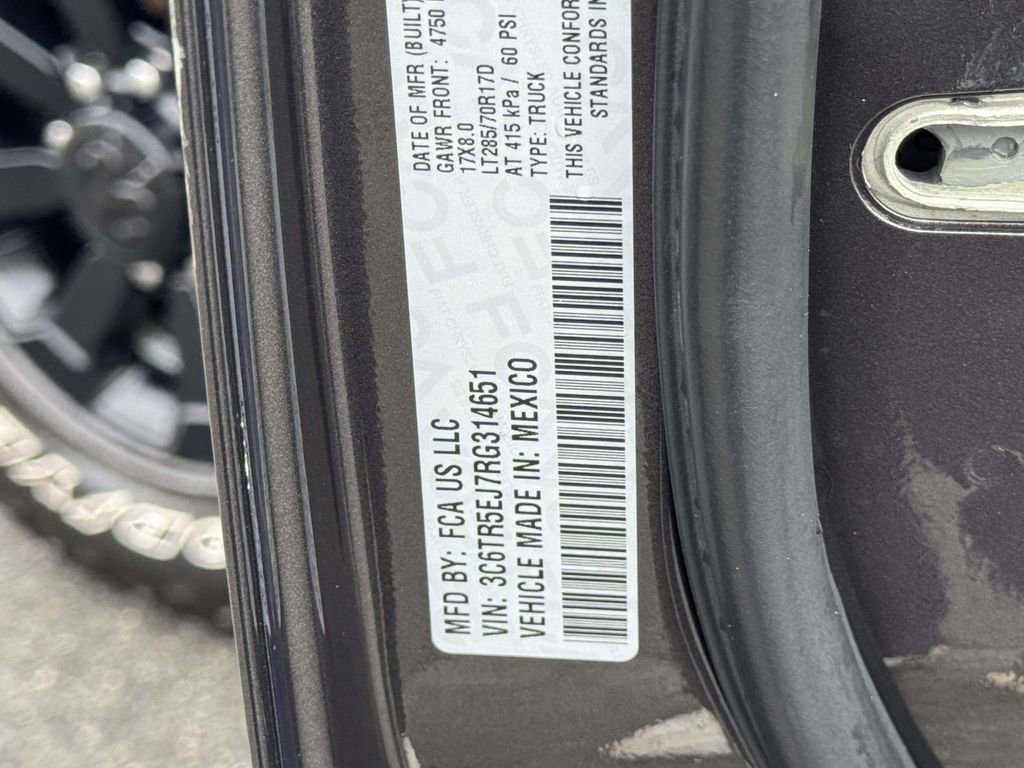 MFD BY: FCA US LLC
VIN: 3C6TR5EJ7RG314651
VEHICLE MADE IN: MEXICO
DATE OF MFR (BUILT)
GAWR FRONT: 4750
17X8.0
LT285/70R17D
AT 415 kPa / 60 PSI
TYPE: TRUCK
THIS VEHICLE CONFOR
STANDARDS IN